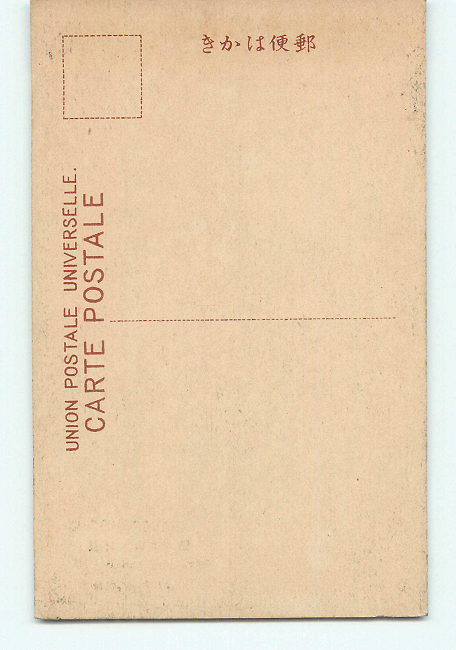 郵便はかき
UNION POSTALE UNIVERSELLE.
CARTE POSTALE